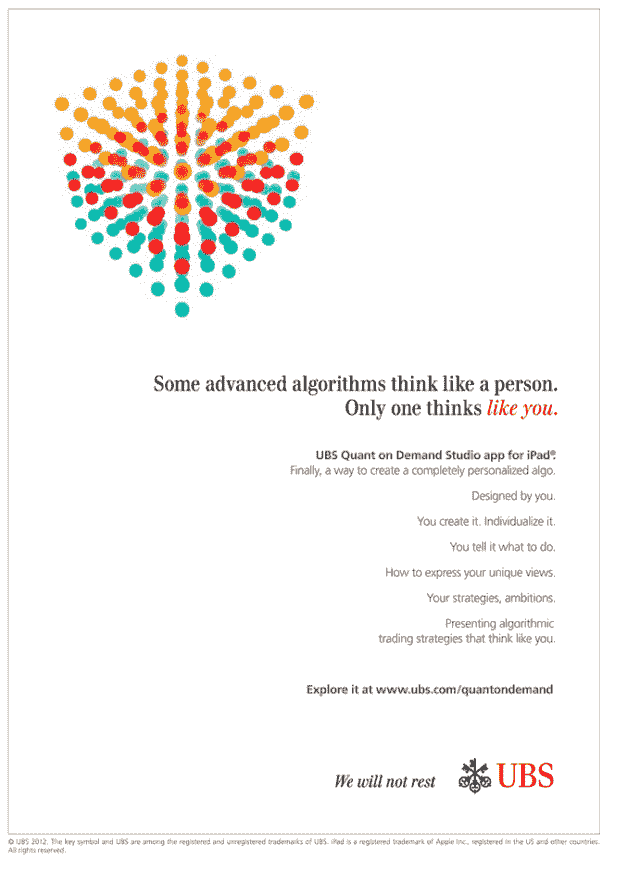 Some advanced algorithms think like a person.
Only one thinks like you.
UBS Quant on Demand Studio app for iPad®.
Finally, a way to create a completely personalized algo.
Designed by you.
You create it. Individualize it.
You tell it what to do.
How to express your unique views.
Your strategies, ambitions.
Presenting algorithmic
trading strategies that think like you.
Explore it at www.ubs.com/quantondemand
We will not rest UBS
© UBS 2012. The key symbol and UBS are among the registered and unregistered trademarks of UBS. iPad is a registered trademark of Apple Inc., registered in the US and other countries.
All rights reserved.